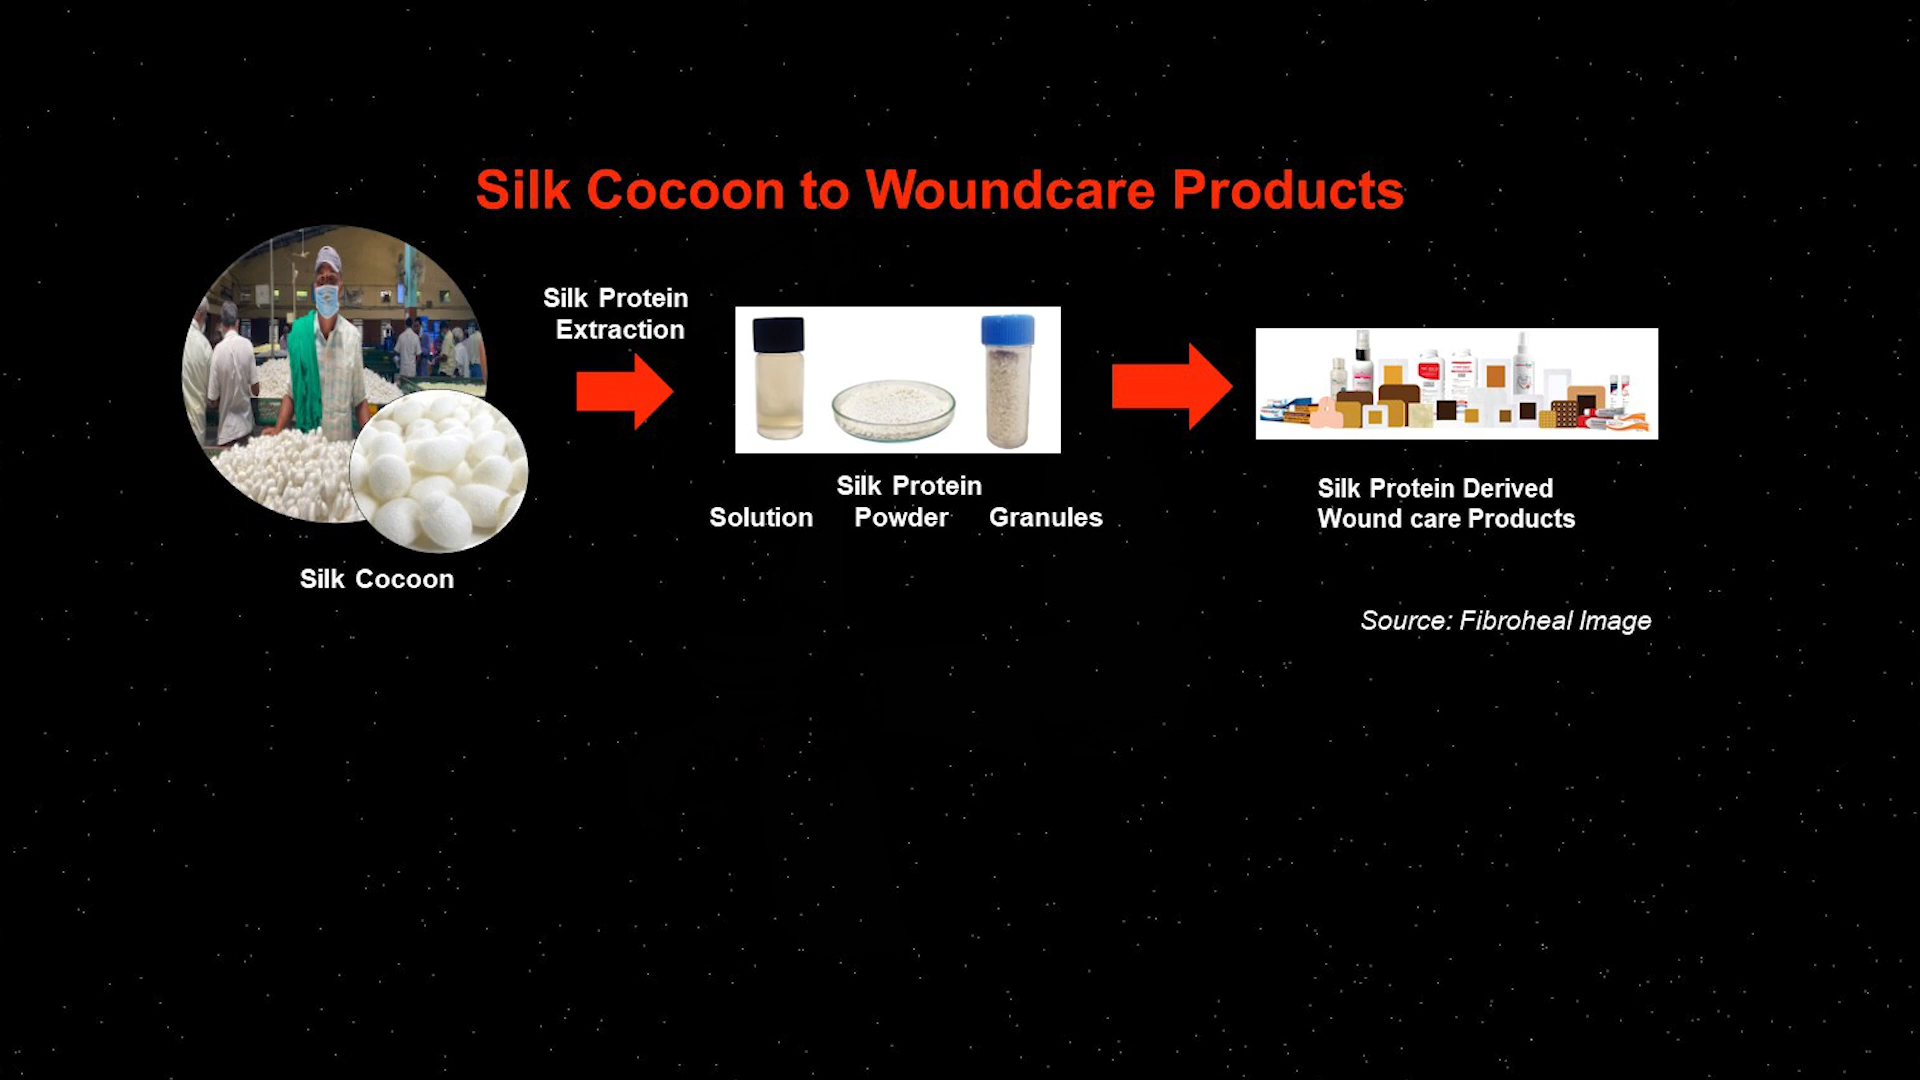 Silk Cocoon to Woundcare Products
Silk Protein
Extraction
Silk Protein
Solution Powder Granules
Silk Protein Derived
Wound care Products
Silk Cocoon
Source: Fibroheal Image